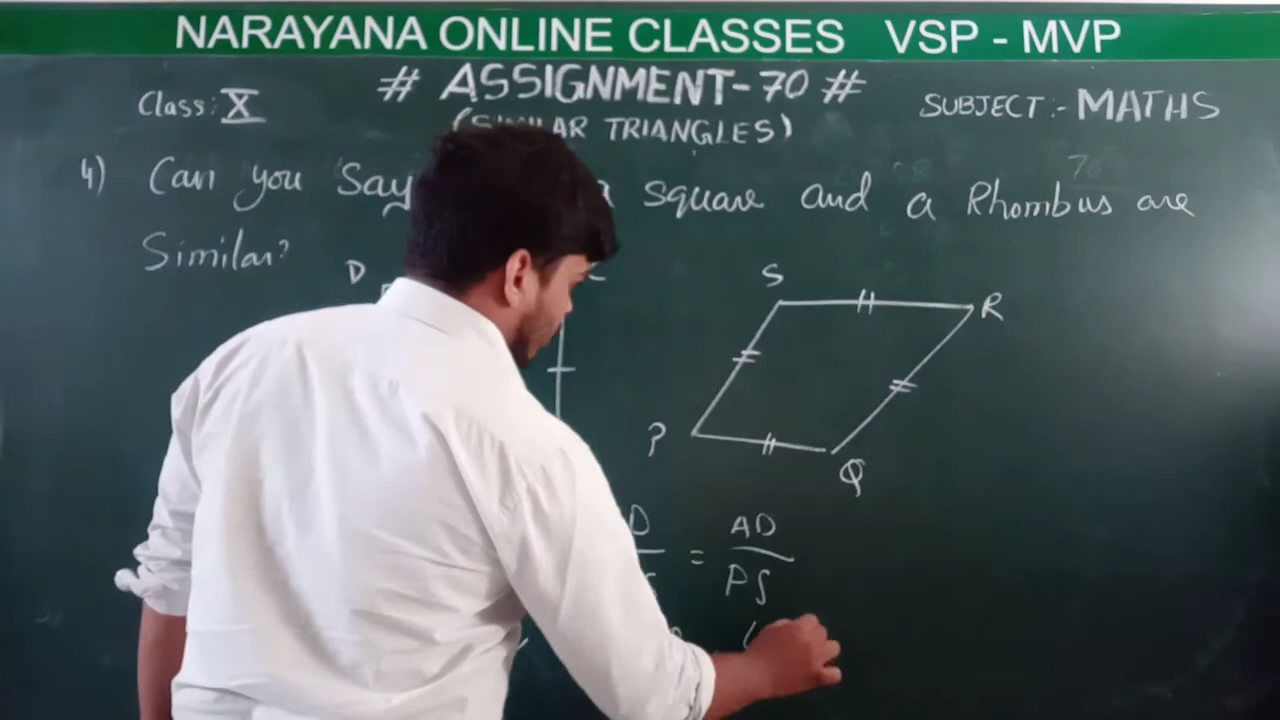 NARAYANA ONLINE CLASSES VSP - MVP
# ASSIGNMENT-70 #
Class: X
SUBJECT:- MATHS
TRIANGLES)
4) Can you Say square and a Rhombus are
Similar?
D
S
R
P
Q
D = AD
PS